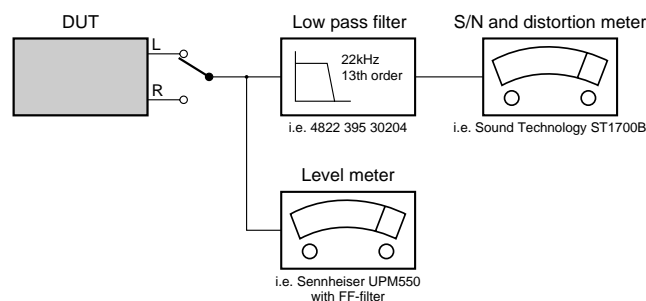 DUT
L
R
Low pass filter
22kHz
13th order
i.e. 4822 395 30204
S/N and distortion meter
i.e. Sound Technology ST1700B
Level meter
i.e. Sennheiser UPM550
with FF-filter